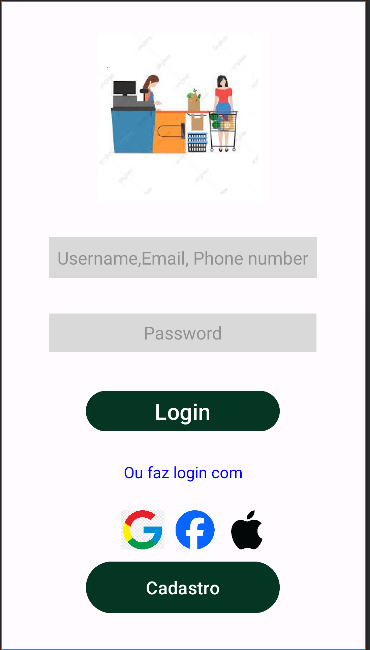 Username,Email, Phone number
Password
Login
Ou faz login com
Cadastro